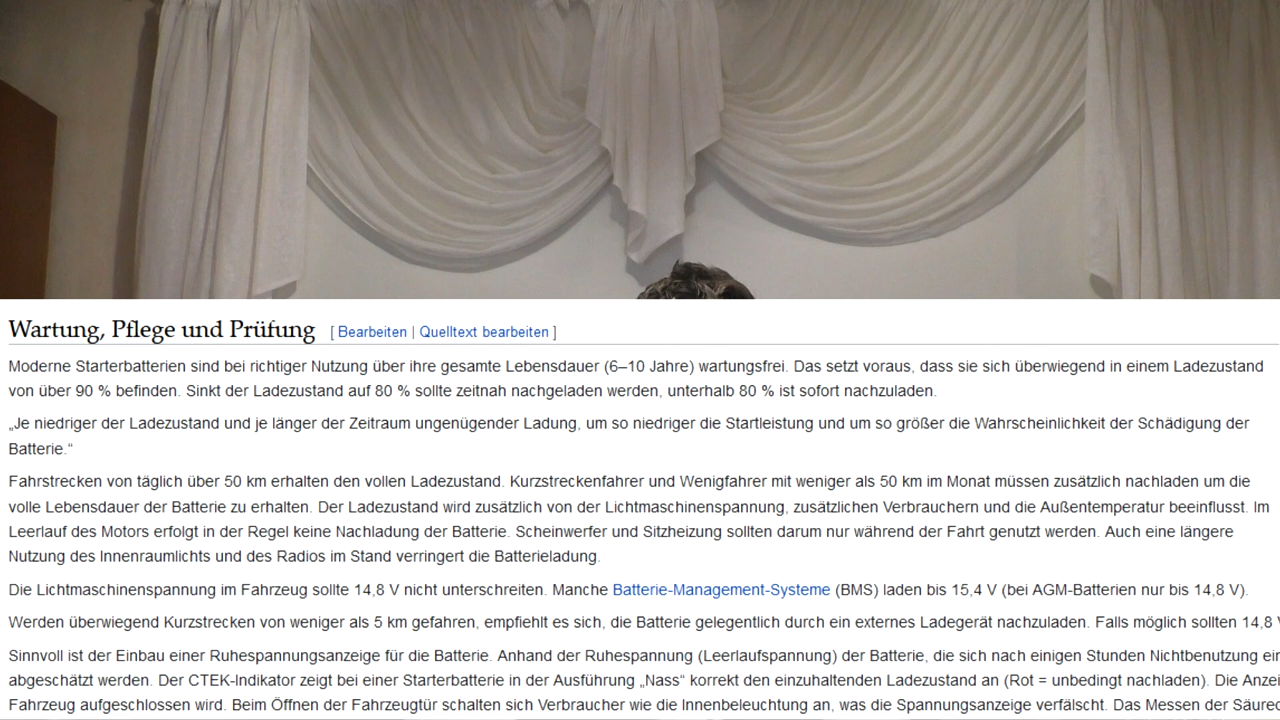 Wartung, Pflege und Prüfung [ Bearbeiten | Quelltext bearbeiten ]
Moderne Starterbatterien sind bei richtiger Nutzung über ihre gesamte Lebensdauer (6–10 Jahre) wartungsfrei. Das setzt voraus, dass sie sich überwiegend in einem Ladezustand
von über 90 % befinden. Sinkt der Ladezustand auf 80 % sollte zeitnah nachgeladen werden, unterhalb 80 % ist sofort nachzuladen.
„Je niedriger der Ladezustand und je länger der Zeitraum ungenügender Ladung, um so niedriger die Startleistung und um so größer die Wahrscheinlichkeit der Schädigung der
Batterie.“
Fahrstrecken von täglich über 50 km erhalten den vollen Ladezustand. Kurzstreckenfahrer und Wenigfahrer mit weniger als 50 km im Monat müssen zusätzlich nachladen um die
volle Lebensdauer der Batterie zu erhalten. Der Ladezustand wird zusätzlich von der Lichtmaschinenspannung, zusätzlichen Verbrauchern und die Außentemperatur beeinflusst. Im
Leerlauf des Motors erfolgt in der Regel keine Nachladung der Batterie. Scheinwerfer und Sitzheizung sollten darum nur während der Fahrt genutzt werden. Auch eine längere
Nutzung des Innenraumlichts und des Radios im Stand verringert die Batterieladung.
Die Lichtmaschinenspannung im Fahrzeug sollte 14,8 V nicht unterschreiten. Manche Batterie-Management-Systeme (BMS) laden bis 15,4 V (bei AGM-Batterien nur bis 14,8 V).
Werden überwiegend Kurzstrecken von weniger als 5 km gefahren, empfiehlt es sich, die Batterie gelegentlich durch ein externes Ladegerät nachzuladen. Falls möglich sollten 14,8 V
Sinnvoll ist der Einbau einer Ruhespannungsanzeige für die Batterie. Anhand der Ruhespannung (Leerlaufspannung) der Batterie, die sich nach einigen Stunden Nichtbenutzung ein
abgeschätzt werden. Der CTEK-Indikator zeigt bei einer Starterbatterie in der Ausführung „Nass“ korrekt den einzuhaltenden Ladezustand an (Rot = unbedingt nachladen). Die Anzei
Fahrzeug aufgeschlossen wird. Beim Öffnen der Fahrzeugtür schalten sich Verbraucher wie die Innenbeleuchtung an, was die Spannungsanzeige verfälscht. Das Messen der Säured